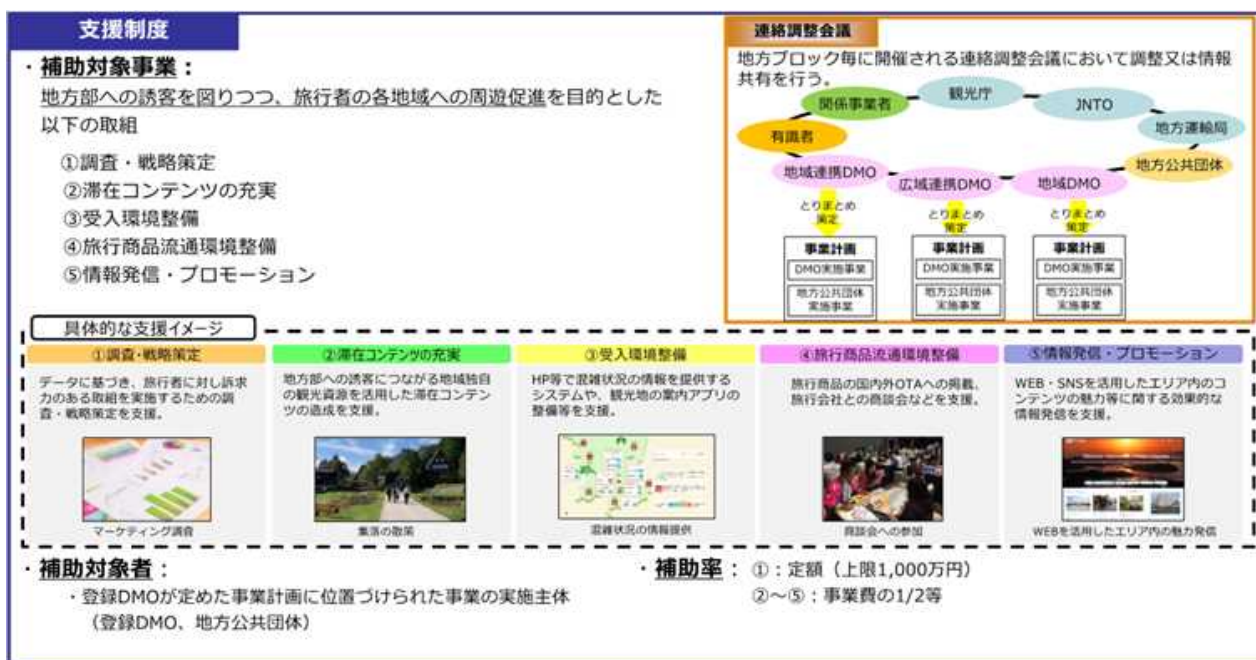 支援制度
・補助対象事業：
地方部への誘客を図りつつ、旅行者の各地域への周遊促進を目的とした
以下の取組
①調査・戦略策定
②滞在コンテンツの充実
③受入環境整備
④旅行商品流通環境整備
⑤情報発信・プロモーション
連絡調整会議
地方ブロック毎に開催される連絡調整会議において調整又は情報
共有を行う。
関係事業者
観光庁
JNTO
地方運輸局
有識者
地方公共団体
地域連携DMO
広域連携DMO
地域DMO
とりまとめ
策定
とりまとめ
策定
とりまとめ
策定
事業計画
DMO実施事業
地方公共団体
実施事業
事業計画
DMO実施事業
地方公共団体
実施事業
事業計画
DMO実施事業
地方公共団体
実施事業
具体的な支援イメージ
①調査・戦略策定
データに基づき、旅行者に対し訴求
力のある取組を実施するための調
査・戦略策定を支援。
マーケティング調査
②滞在コンテンツの充実
地方部への誘客につながる地域独自
の観光資源を活用した滞在コンテン
ツの造成を支援。
集落の散策
③受入環境整備
HP等で混雑状況の情報を提供する
システムや、観光地の案内アプリの
整備等を支援。
混雑状況の情報提供
④旅行商品流通環境整備
旅行商品の国内外OTAへの掲載、
旅行会社との商談会などを支援。
商談会への参加
⑤情報発信・プロモーション
WEB・SNSを活用したエリア内のコ
ンテンツの魅力等に関する効果的な
情報発信を支援。
WEBを活用したエリア内の魅力発信
・補助対象者：
・登録DMOが定めた事業計画に位置づけられた事業の実施主体
（登録DMO、地方公共団体）
・補助率： ①：定額（上限1,000万円）
②～⑤：事業費の1/2等